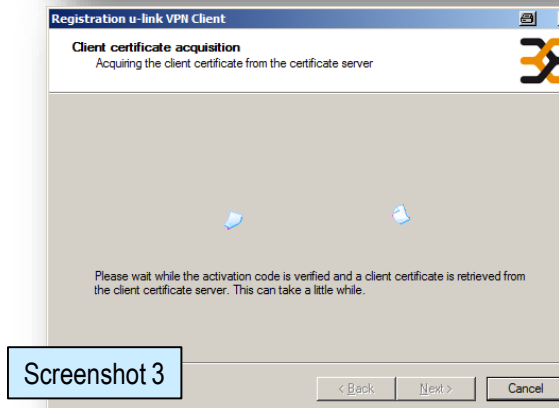 Registration u-link VPN Client
Client certificate acquisition
Acquiring the client certificate from the certificate server
Please wait while the activation code is verified and a client certificate is retrieved from
the client certificate server. This can take a little while.
Screenshot 3
< Back
Next >
Cancel